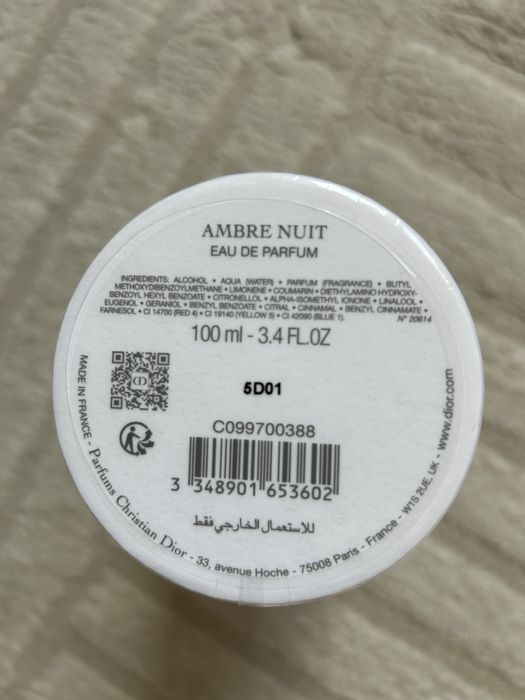 AMBRE NUIT
EAU DE PARFUM
INGREDIENTS: ALCOHOL • AQUA (WATER) • PARFUM (FRAGRANCE) • BUTYL
METHOXYDIBENZOYLMETHANE • LIMONENE • COUMARIN • DIETHYLAMINO HYDROXY-
BENZOYL HEXYL BENZOATE • CITRONELLOL • ALPHA-ISOMETHYL IONONE • LINALOOL •
EUGENOL • GERANIOL • BENZYL BENZOATE • CITRAL • CINNAMAL • BENZYL CINNAMATE •
FARNESOL • CI 14700 (RED 4) • CI 19140 (YELLOW 5) • CI 42090 (BLUE 1).
N° 20614
100 ml - 3.4 FL.OZ
CD
5D01
C099700388
3 348901 653602
للاستعمال الخارجي فقط
MADE IN FRANCE - Parfums Christian Dior - 33, avenue Hoche - 75008 Paris - France - W1S 2UE, UK - www.dior.com